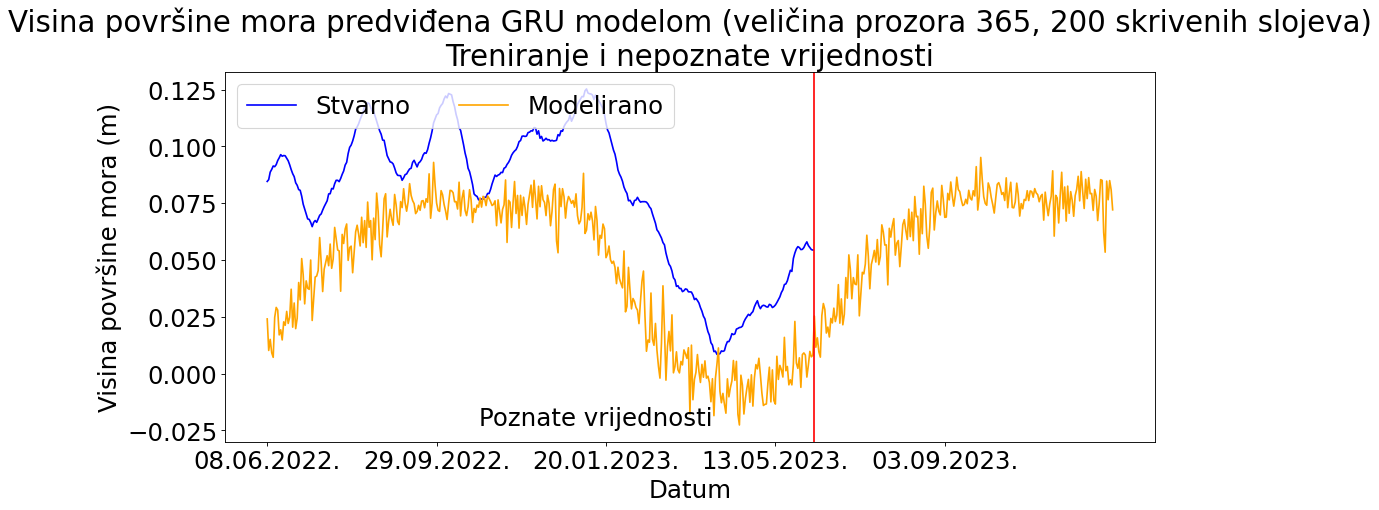 Visina površine mora predviđena GRU modelom (veličina prozora 365, 200 skrivenih slojeva)
Treniranje i nepoznate vrijednosti
Stvarno Modelirano
Visina površine mora (m)
0.125
0.100
0.075
0.050
0.025
0.000
−0.025
Poznate vrijednosti
08.06.2022. 29.09.2022. 20.01.2023. 13.05.2023. 03.09.2023.
Datum